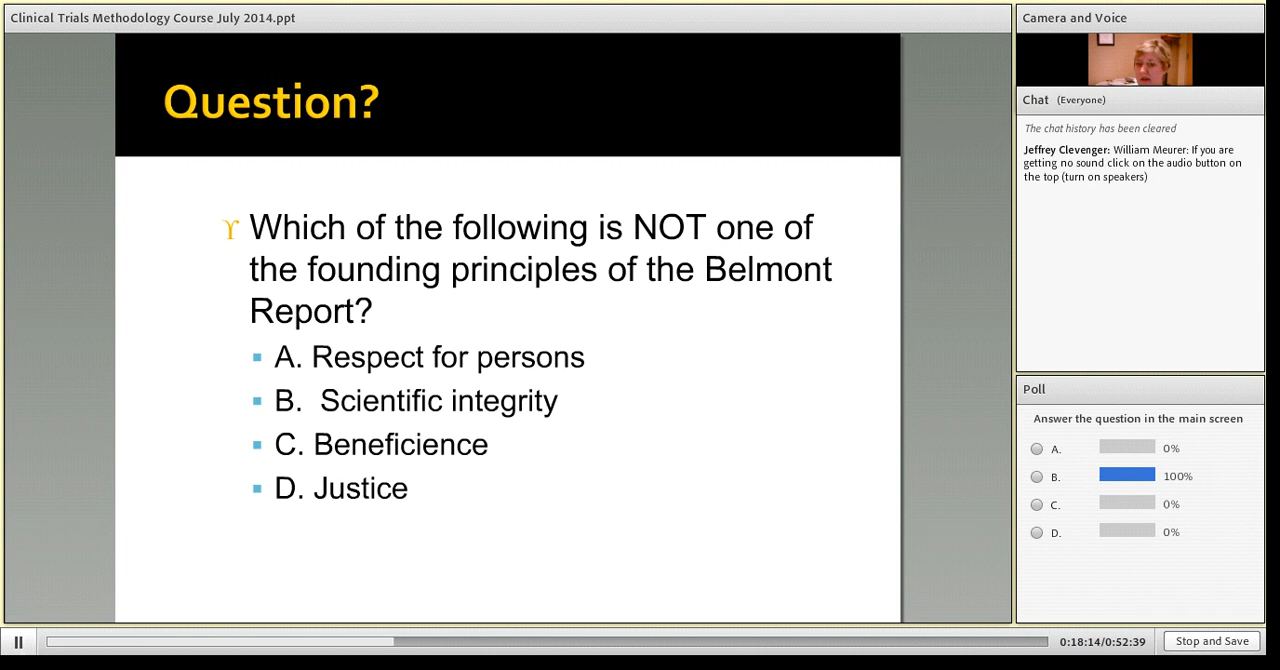 Clinical Trials Methodology Course July 2014.ppt
Question?
Which of the following is NOT one of
the founding principles of the Belmont
Report?
A. Respect for persons
B. Scientific integrity
C. Beneficience
D. Justice
Camera and Voice
Chat (Everyone)
The chat history has been cleared
Jeffrey Clevenger: William Meurer: If you are
getting no sound click on the audio button on
the top (turn on speakers)
Poll
Answer the question in the main screen
A. 0%
B. 100%
C. 0%
D. 0%
0:18:14/0:52:39
Stop and Save